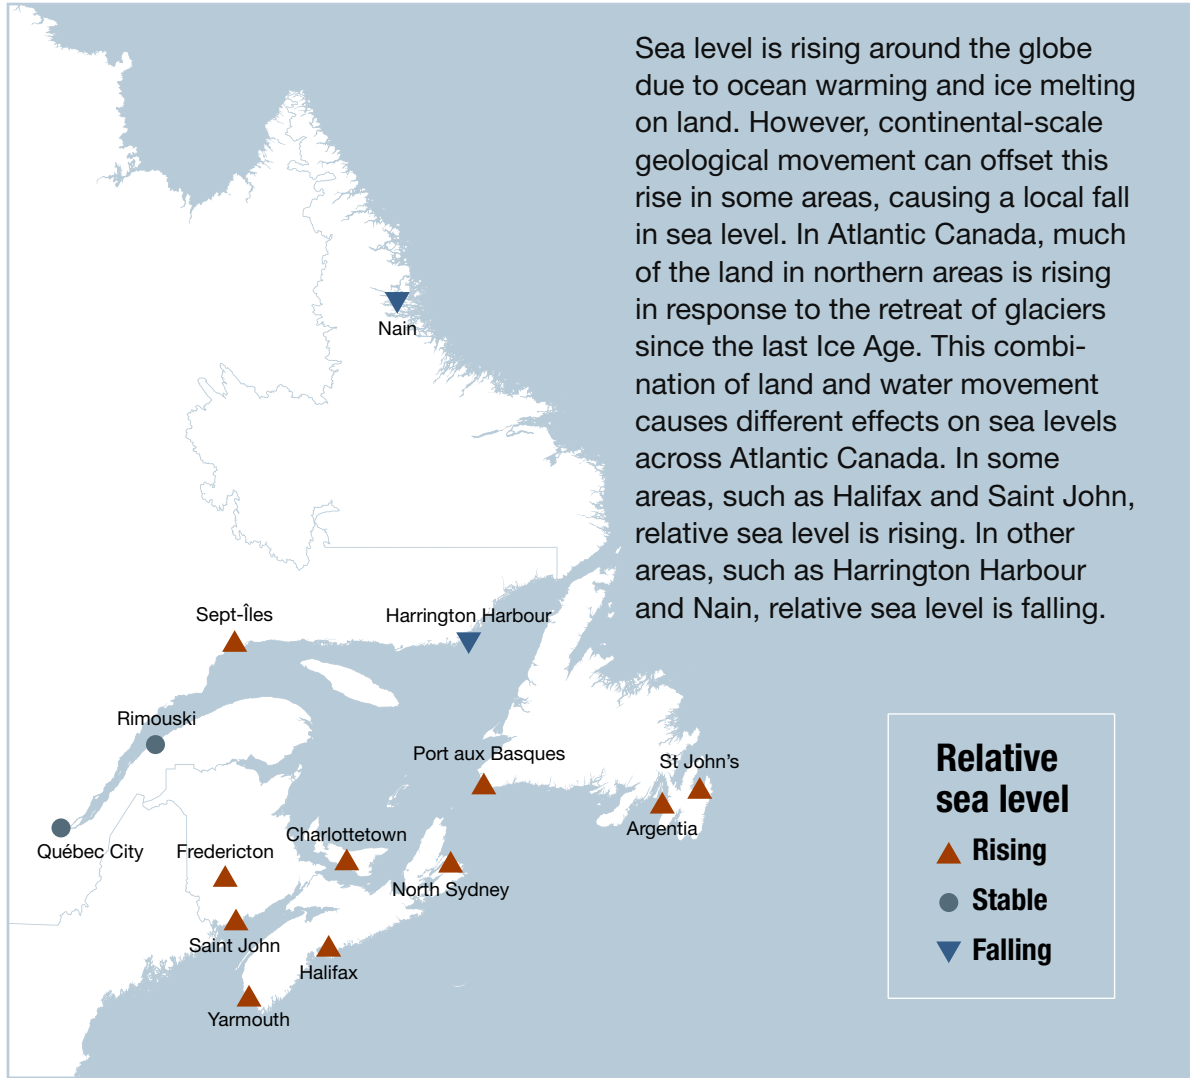 Sea level is rising around the globe
due to ocean warming and ice melting
on land. However, continental-scale
geological movement can offset this
rise in some areas, causing a local fall
in sea level. In Atlantic Canada, much
of the land in northern areas is rising
in response to the retreat of glaciers
since the last Ice Age. This combi-
nation of land and water movement
causes different effects on sea levels
across Atlantic Canada. In some
areas, such as Halifax and Saint John,
relative sea level is rising. In other
areas, such as Harrington Harbour
and Nain, relative sea level is falling.
Nain
Sept-Îles
Harrington Harbour
Rimouski
Port aux Basques
St John's
Argentia
Charlottetown
Québec City
Fredericton
North Sydney
Saint John
Halifax
Yarmouth
Relative
sea level
Rising
Stable
Falling